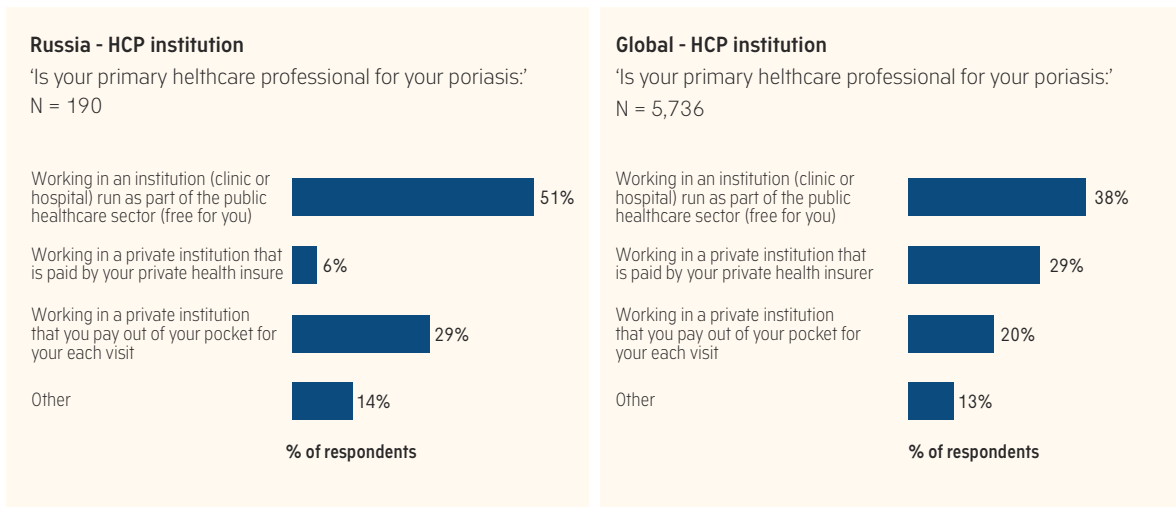 Russia - HCP institution
‘Is your primary helthcare professional for your poriasis:’
N = 190
Working in an institution (clinic or
hospital) run as part of the public
healthcare sector (free for you)
51%
Working in a private institution that
is paid by your private health insure
6%
Working in a private institution
that you pay out of your pocket for
your each visit
29%
Other
14%
% of respondents
Global - HCP institution
‘Is your primary helthcare professional for your poriasis:’
N = 5,736
Working in an institution (clinic or
hospital) run as part of the public
healthcare sector (free for you)
38%
Working in a private institution that
is paid by your private health insurer
29%
Working in a private institution
that you pay out of your pocket for
your each visit
20%
Other
13%
% of respondents